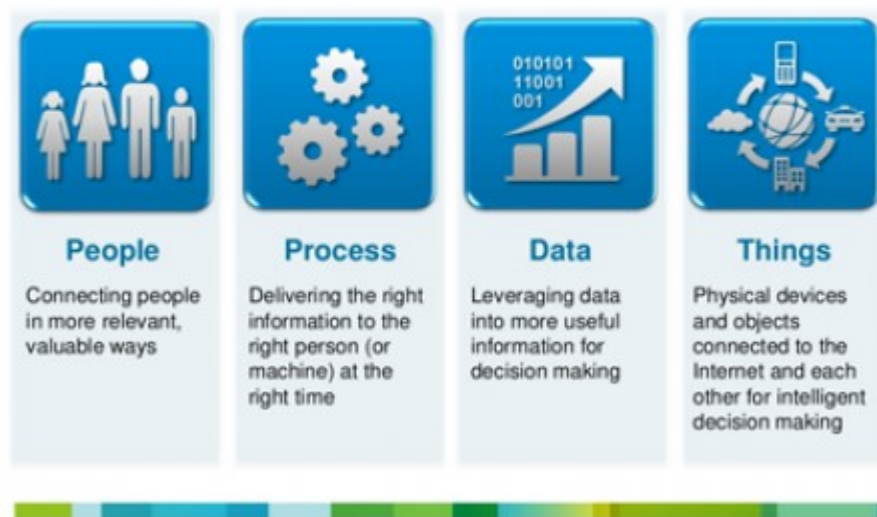 010101
11001
001
People
Connecting people
in more relevant,
valuable ways
Process
Delivering the right
information to the
right person (or
machine) at the
right time
Data
Leveraging data
into more useful
information for
decision making
Things
Physical devices
and objects
connected to the
Internet and each
other for intelligent
decision making